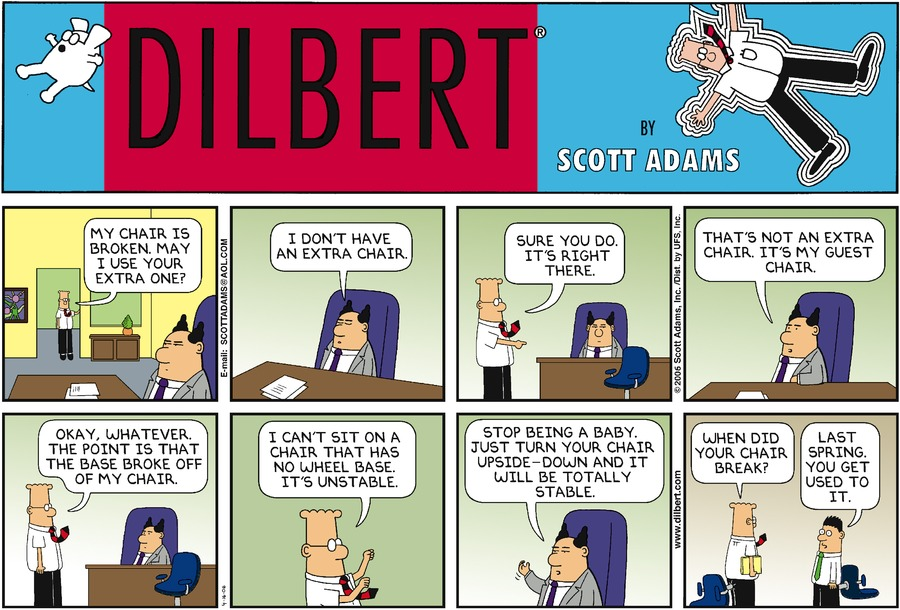 DILBERT®
BY
SCOTT ADAMS
MY CHAIR IS
BROKEN. MAY
I USE YOUR
EXTRA ONE?
E-mail: SCOTTADAMS@AOL.COM
I DON'T HAVE
AN EXTRA CHAIR.
SURE YOU DO.
IT'S RIGHT
THERE.
© 2006 Scott Adams, Inc./Dist. by UFS, Inc.
THAT'S NOT AN EXTRA
CHAIR. IT'S MY GUEST
CHAIR.
OKAY, WHATEVER.
THE POINT IS THAT
THE BASE BROKE OFF
OF MY CHAIR.
4-16-06
I CAN'T SIT ON A
CHAIR THAT HAS
NO WHEEL BASE.
IT'S UNSTABLE.
STOP BEING A BABY.
JUST TURN YOUR CHAIR
UPSIDE-DOWN AND IT
WILL BE TOTALLY
STABLE.
www.dilbert.com
WHEN DID
YOUR CHAIR
BREAK?
LAST
SPRING.
YOU GET
USED TO
IT.